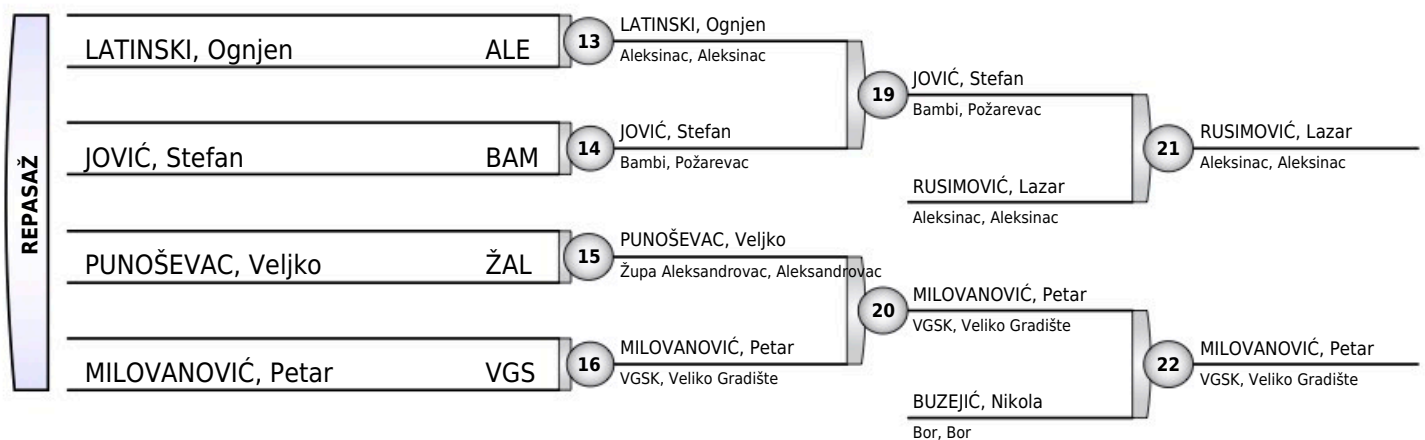 REPASAŽ
LATINSKI, Ognjen ALE
13
LATINSKI, Ognjen
Aleksinac, Aleksinac
JOVIĆ, Stefan BAM
14
JOVIĆ, Stefan
Bambi, Požarevac
19
JOVIĆ, Stefan
Bambi, Požarevac
RUSIMOVIĆ, Lazar
Aleksinac, Aleksinac
21
RUSIMOVIĆ, Lazar
Aleksinac, Aleksinac
PUNOŠEVAC, Veljko ŽAL
15
PUNOŠEVAC, Veljko
Župa Aleksandrovac, Aleksandrovac
MILOVANOVIĆ, Petar VGS
16
MILOVANOVIĆ, Petar
VGSK, Veliko Gradište
20
MILOVANOVIĆ, Petar
VGSK, Veliko Gradište
BUZEJIĆ, Nikola
Bor, Bor
22
MILOVANOVIĆ, Petar
VGSK, Veliko Gradište